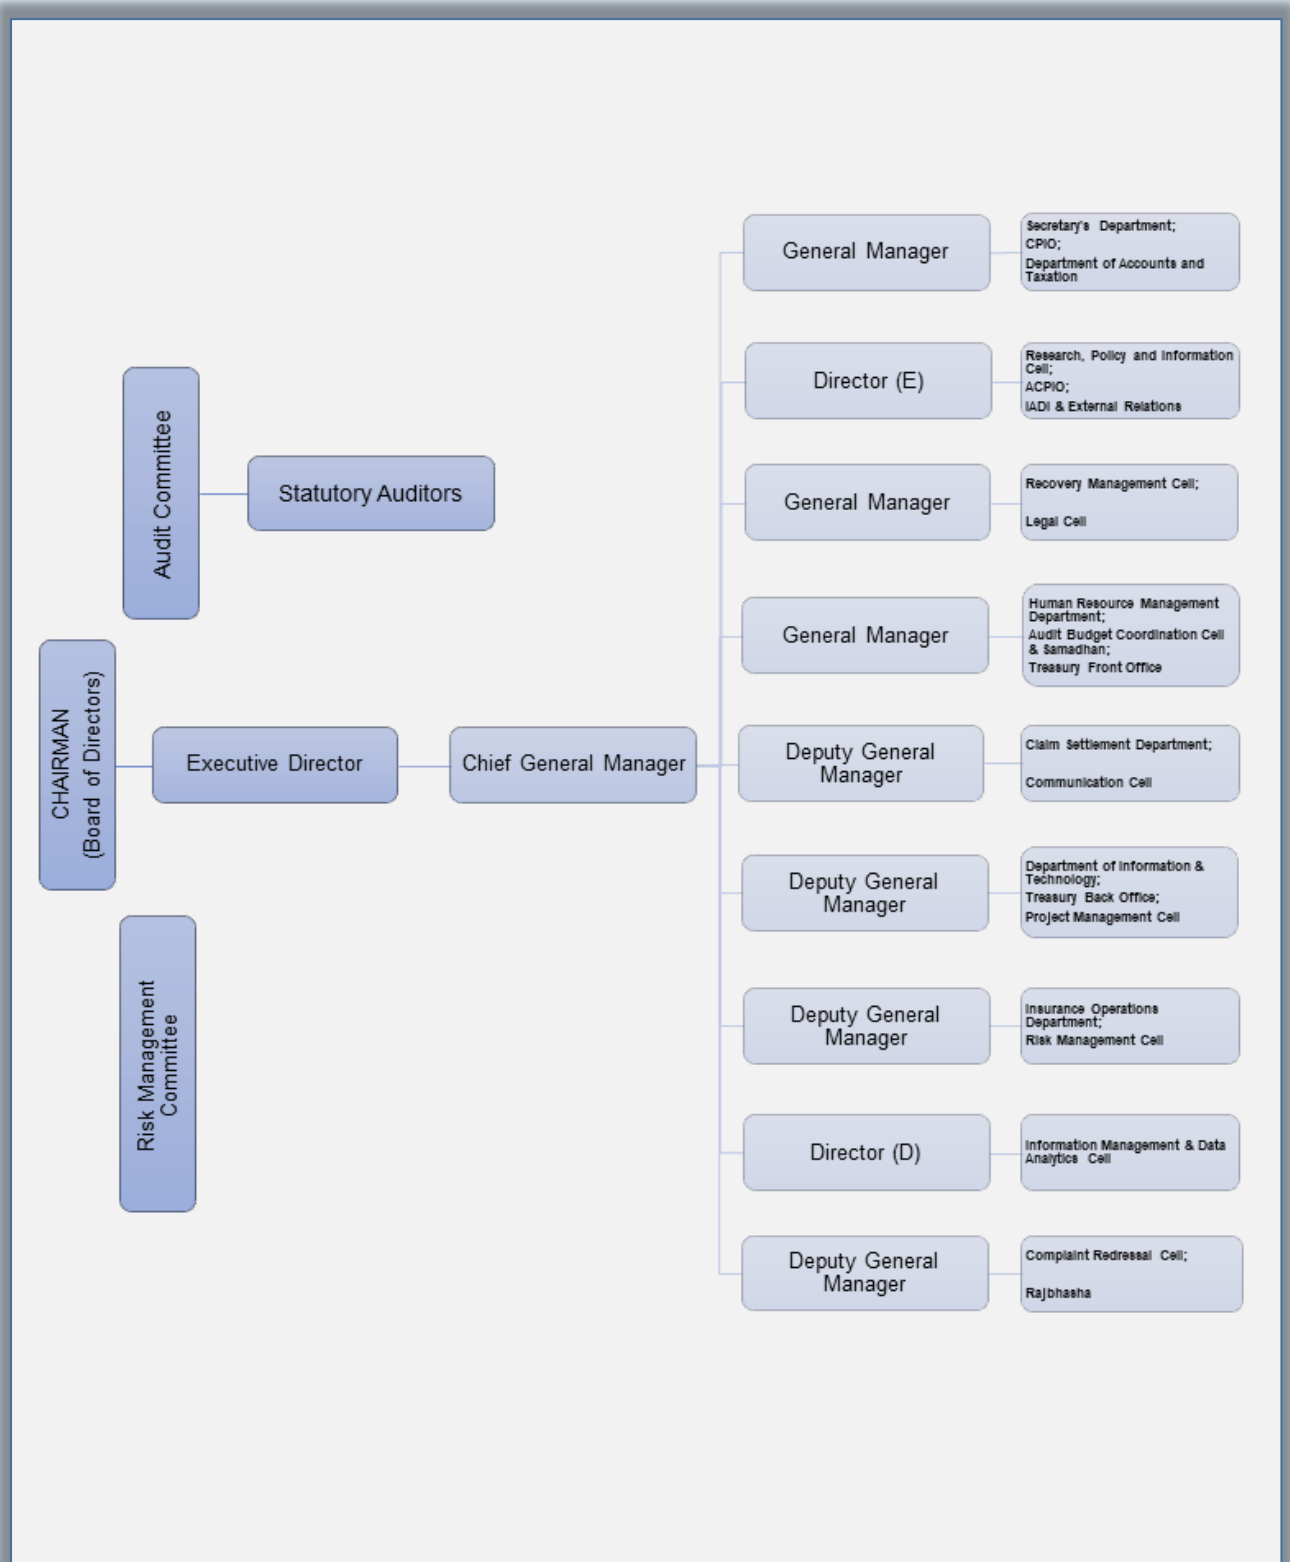 Audit Committee
Statutory Auditors
CHAIRMAN
(Board of Directors)
Executive Director
Chief General Manager
Risk Management
Committee
General Manager
Secretary's Department;
CPIO;
Department of Accounts and
Taxation
Director (E)
Research, Policy and Information
Cell;
ACPIO;
IADI & External Relations
General Manager
Recovery Management Cell;
Legal Cell
General Manager
Human Resource Management
Department;
Audit Budget Coordination Cell
& Samadhan;
Treasury Front Office
Deputy General
Manager
Claim Settlement Department;
Communication Cell
Deputy General
Manager
Department of Information &
Technology;
Treasury Back Office;
Project Management Cell
Deputy General
Manager
Insurance Operations
Department;
Risk Management Cell
Director (D)
Information Management & Data
Analytics Cell
Deputy General
Manager
Complaint Redressal Cell;
Rajbhasha